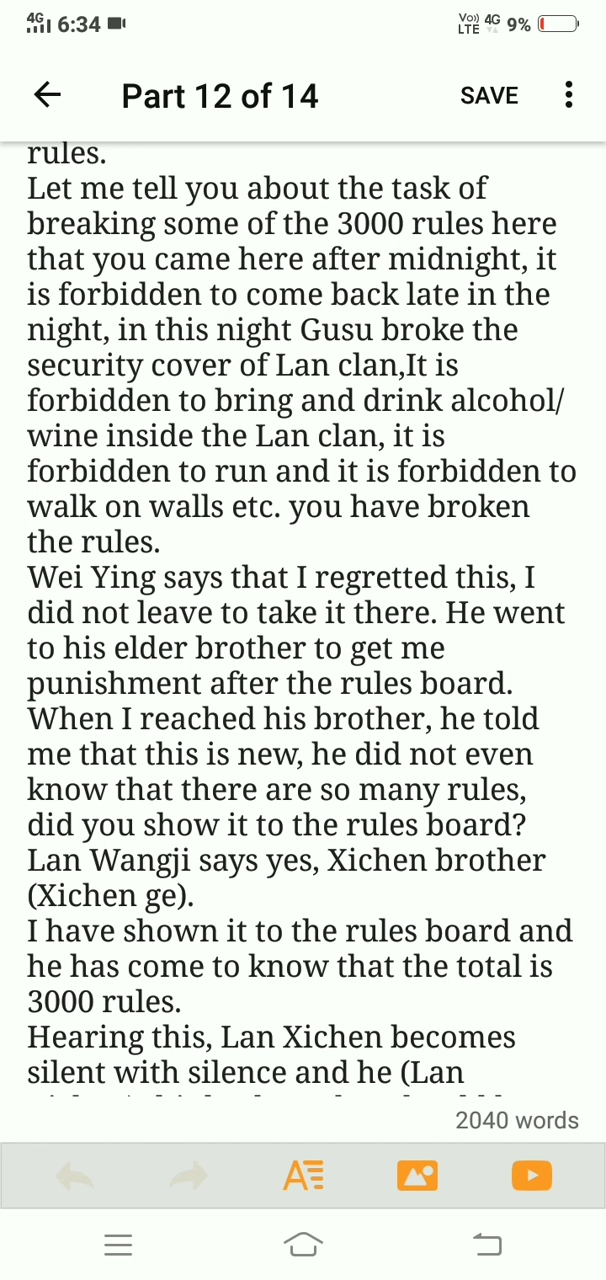 4G 6:34
Vo)) 4G LTE 9%
Part 12 of 14 SAVE
rules.
Let me tell you about the task of
breaking some of the 3000 rules here
that you came here after midnight, it
is forbidden to come back late in the
night, in this night Gusu broke the
security cover of Lan clan,It is
forbidden to bring and drink alcohol/
wine inside the Lan clan, it is
forbidden to run and it is forbidden to
walk on walls etc. you have broken
the rules.
Wei Ying says that I regretted this, I
did not leave to take it there. He went
to his elder brother to get me
punishment after the rules board.
When I reached his brother, he told
me that this is new, he did not even
know that there are so many rules,
did you show it to the rules board?
Lan Wangji says yes, Xichen brother
(Xichen ge).
I have shown it to the rules board and
he has come to know that the total is
3000 rules.
Hearing this, Lan Xichen becomes
silent with silence and he (Lan
2040 words